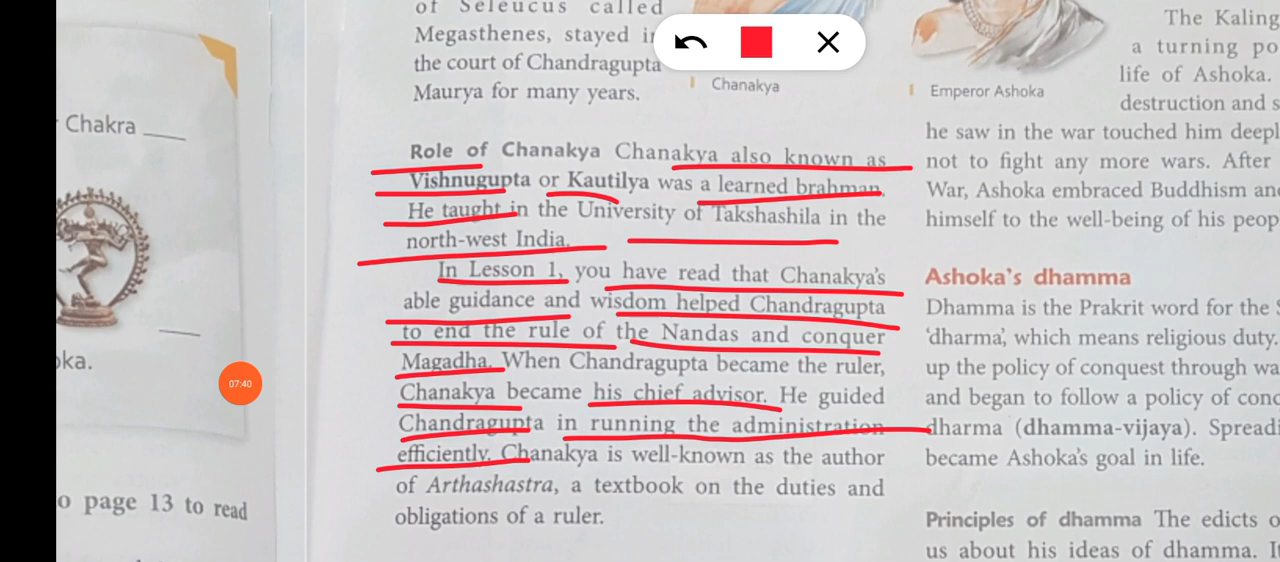 Chakra
oka.
07:40
o page 13 to read
of Seleucus called
Megasthenes, stayed
the court of Chandragupta
Maurya for many years.
Chanakya
Role of Chanakya Chanakya also known as
Vishnugupta or Kautilya was a learned brahman.
He taught in the University of Takshashila in the
north-west India.
In Lesson 1, you have read that Chanakya's
able guidance and wisdom helped Chandragupta
to end the rule of the Nandas and conquer
Magadha. When Chandragupta became the ruler,
Chanakya became his chief advisor. He guided
Chandragupta in running the administration
efficiently. Chanakya is well-known as the author
of Arthashastra, a textbook on the duties and
obligations of a ruler.
Emperor Ashoka
The Kaling
a turning po
life of Ashoka.
destruction and s
he saw in the war touched him deepl
not to fight any more wars. After
War, Ashoka embraced Buddhism an
himself to the well-being of his peop
Ashoka's dhamma
Dhamma is the Prakrit word for the S
'dharma', which means religious duty.
up the policy of conquest through wa
and began to follow a policy of conq
dharma (dhamma-vijaya). Spreadi
became Ashoka's goal in life.
Principles of dhamma The edicts o
us about his ideas of dhamma. It